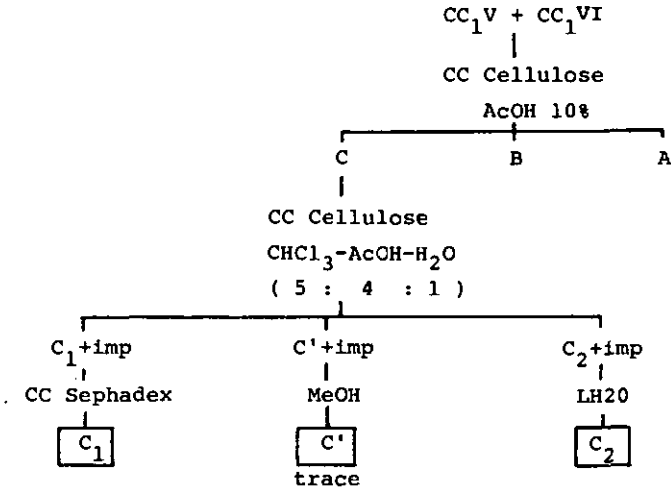 CC₁V + CC₁VI
CC Cellulose
AcOH 10%
C B A
CC Cellulose
CHCl₃-AcOH-H₂O
( 5 : 4 : 1 )
C₁+imp C'+imp C₂+imp
CC Sephadex MeOH LH20
C₁ C' C₂
trace